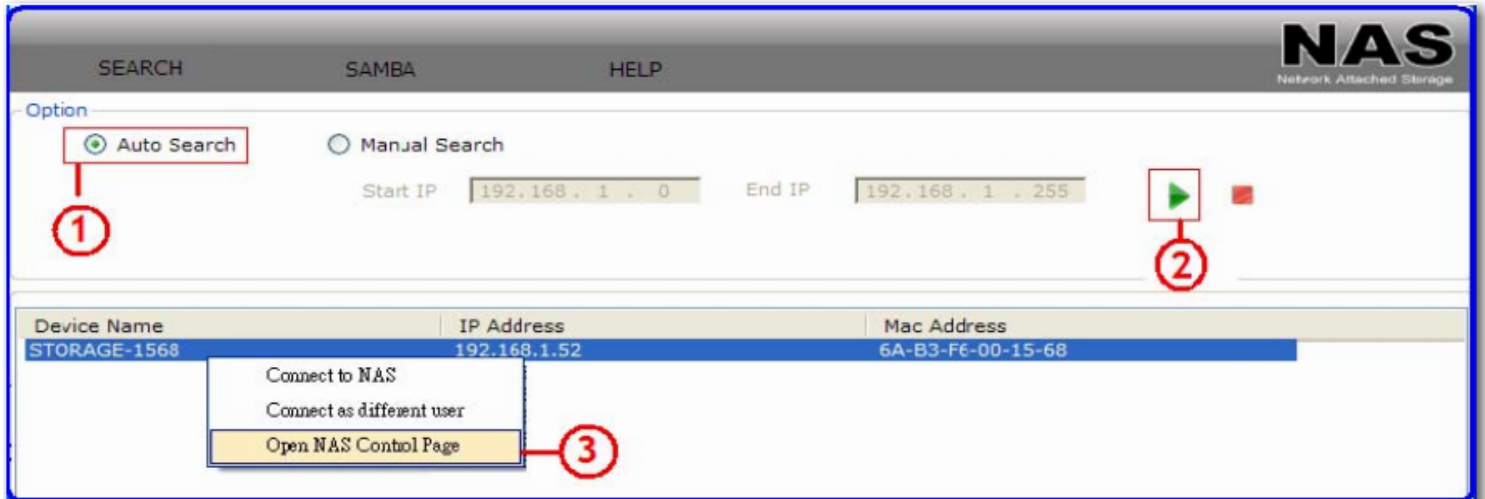 NAS
Network Attached Storage
SEARCH SAMBA HELP
Option
Auto Search Manual Search
Start IP 192.168. 1 . 0 End IP 192.168. 1 . 255
1
2
Device Name IP Address Mac Address
STORAGE-1568 192.168.1.52 6A-B3-F6-00-15-68
Connect to NAS
Connect as different user
Open NAS Control Page
3